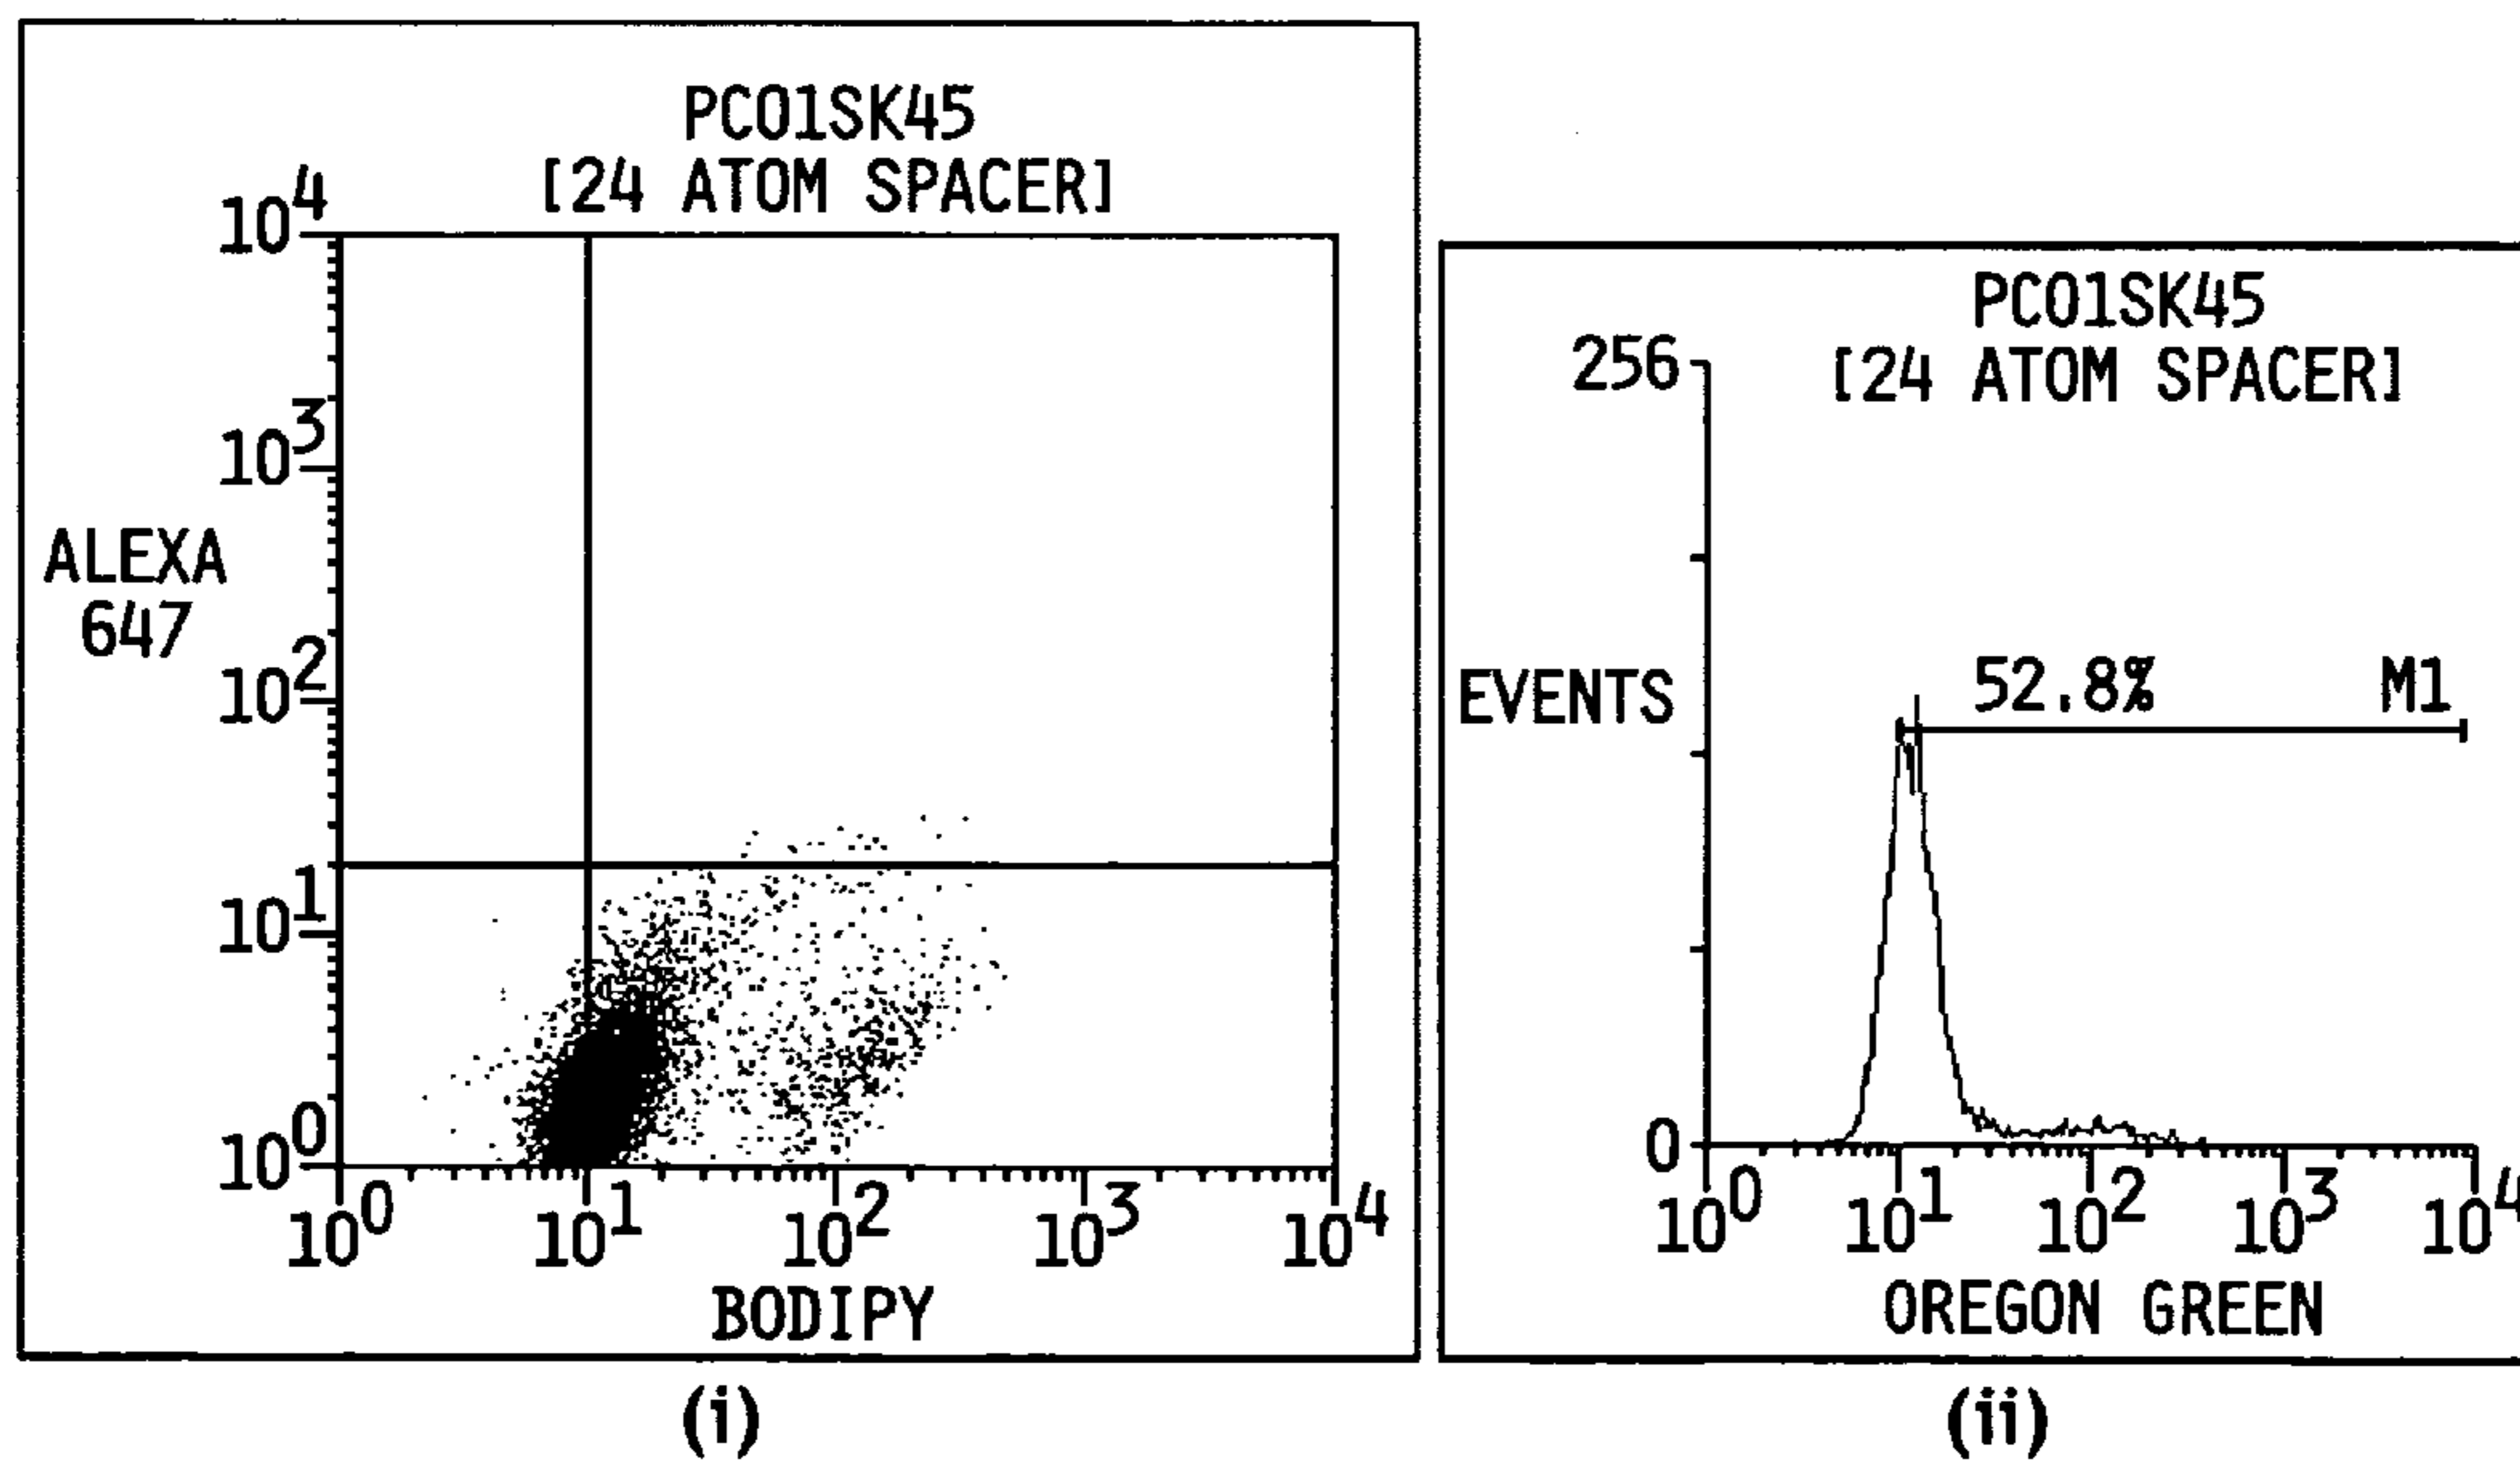 PC01SK45
[24 ATOM SPACER]
10^4
10^3
ALEXA
647
10^2
10^1
10^0
10^0 10^1 10^2 10^3 10^4
BODIPY
(i)
PC01SK45
[24 ATOM SPACER]
256
52.8% M1
EVENTS
0
10^0 10^1 10^2 10^3 10^4
OREGON GREEN
(ii)